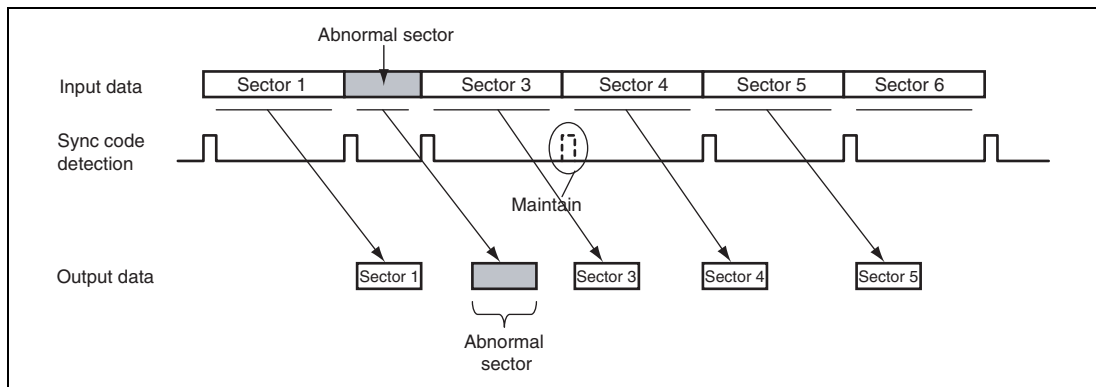 Abnormal sector
Input data
Sector 1
Sector 3
Sector 4
Sector 5
Sector 6
Sync code
detection
Maintain
Output data
Sector 1
Sector 3
Sector 4
Sector 5
Abnormal
sector